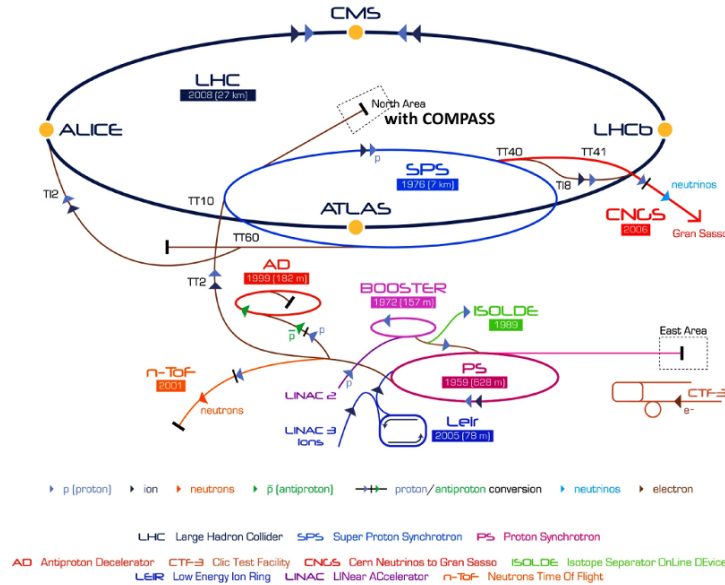 CMS
LHC
2008 (27 km)
North Area
with COMPASS
ALICE
LHCb
TT40
TT41
p
SPS
1976 (7 km)
TI8
TI2
TT10
neutrinos
ATLAS
CNGS
2006
Gran Sasso
TT60
AD
1999 (182 m)
TT2
BOOSTER
1972 (157 m)
ISOLDE
1989
p
p̄
East Area
n-ToF
2001
PS
1959 (628 m)
p
LINAC 2
neutrons
CTF-3
e-
LINAC 3
Ions
Leir
2005 (78 m)
p (proton)
ion
neutrons
p̄ (antiproton)
proton/antiproton conversion
neutrinos
electron
LHC Large Hadron Collider SPS Super Proton Synchrotron PS Proton Synchrotron
AD Antiproton Decelerator CTF-3 Clic Test Facility CNGS Cern Neutrinos to Gran Sasso ISOLDE Isotope Separator OnLine DEvice
LEIR Low Energy Ion Ring LINAC LINear ACcelerator n-ToF Neutrons Time Of Flight